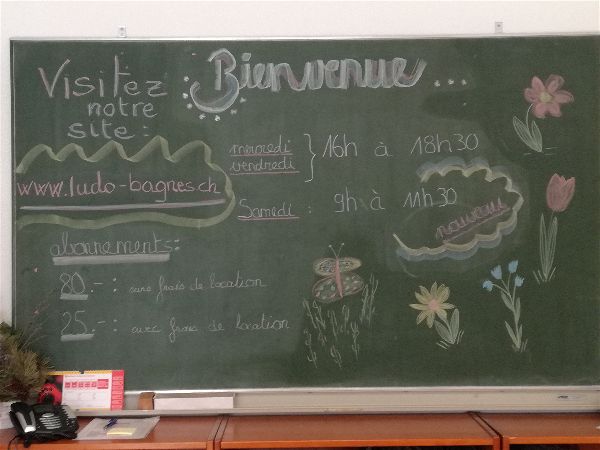 Visitez
notre
site :
Bienvenue...
www.ludo-bagnes.ch
mercredi
vendredi } 16h à 18h30
Samedi : 9h à 11h30
nouveau
abonnements:
80.- : sans frais de location
25.- : avec frais de location